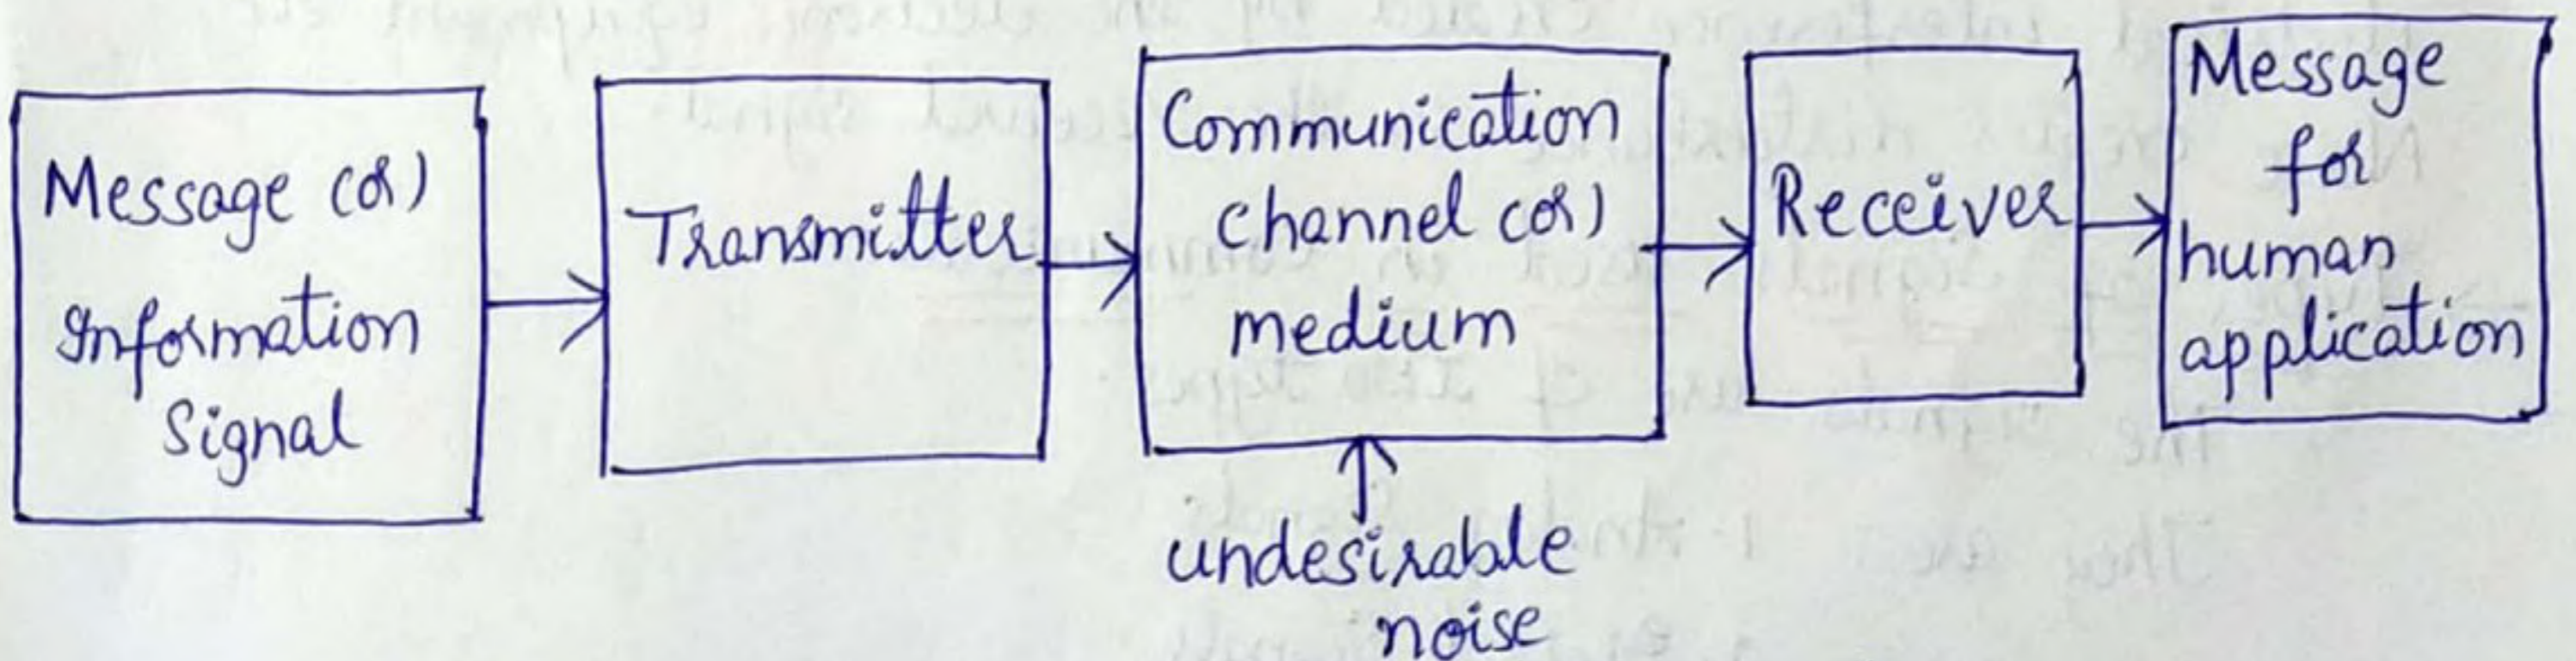 Message (or)
Information
Signal
Transmitter
Communication
channel (or)
medium
Receiver
Message
for
human
application
undesirable
noise